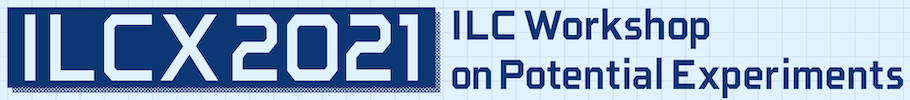 ILCX2021
ILC Workshop
on Potential Experiments